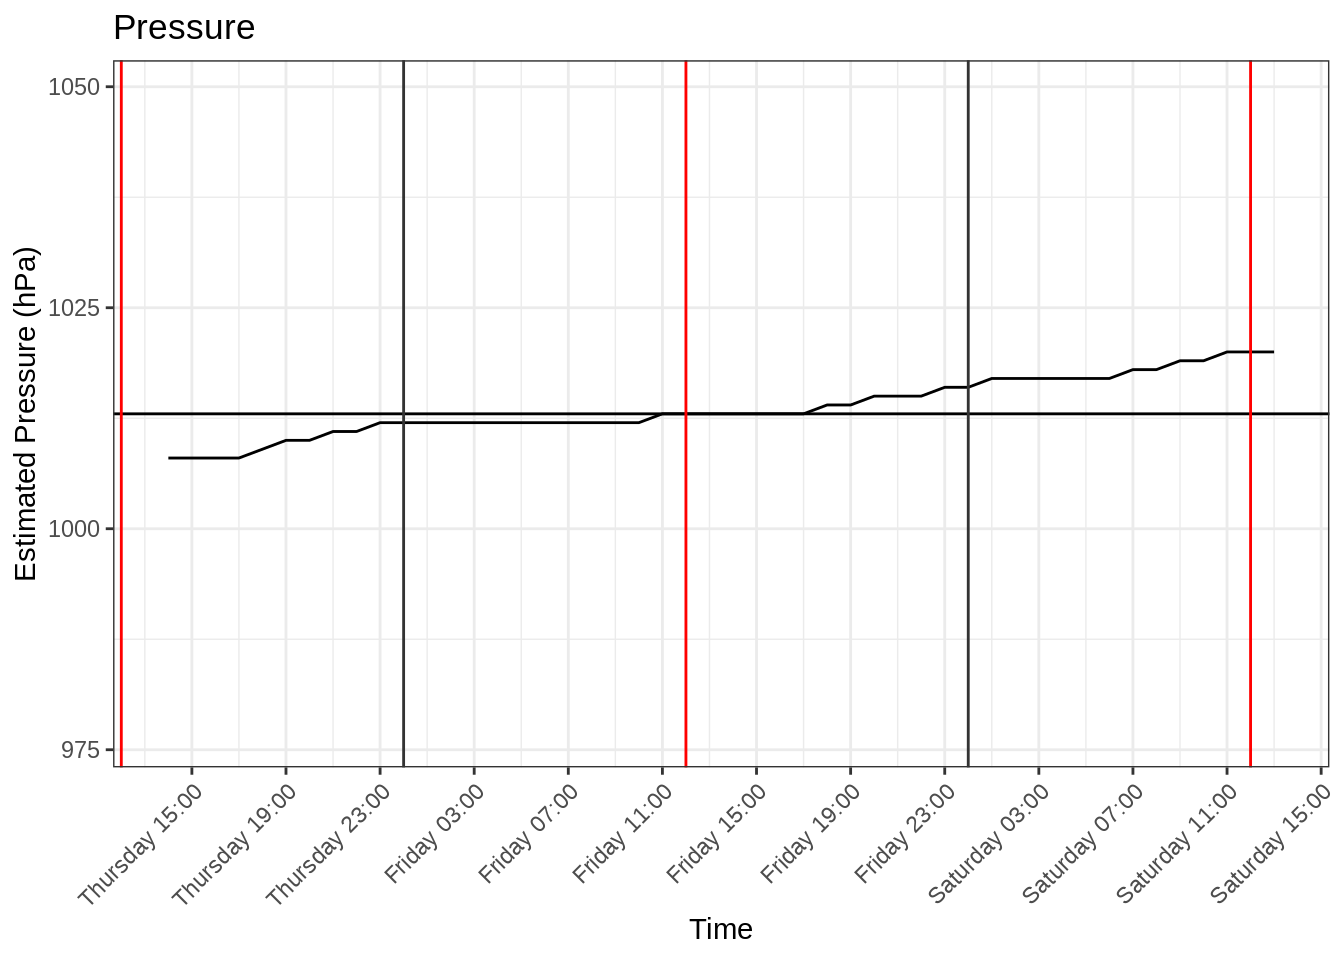 Pressure
Estimated Pressure (hPa)
1050
1025
1000
975
Thursday 15:00
Thursday 19:00
Thursday 23:00
Friday 03:00
Friday 07:00
Friday 11:00
Friday 15:00
Friday 19:00
Friday 23:00
Saturday 03:00
Saturday 07:00
Saturday 11:00
Saturday 15:00
Time